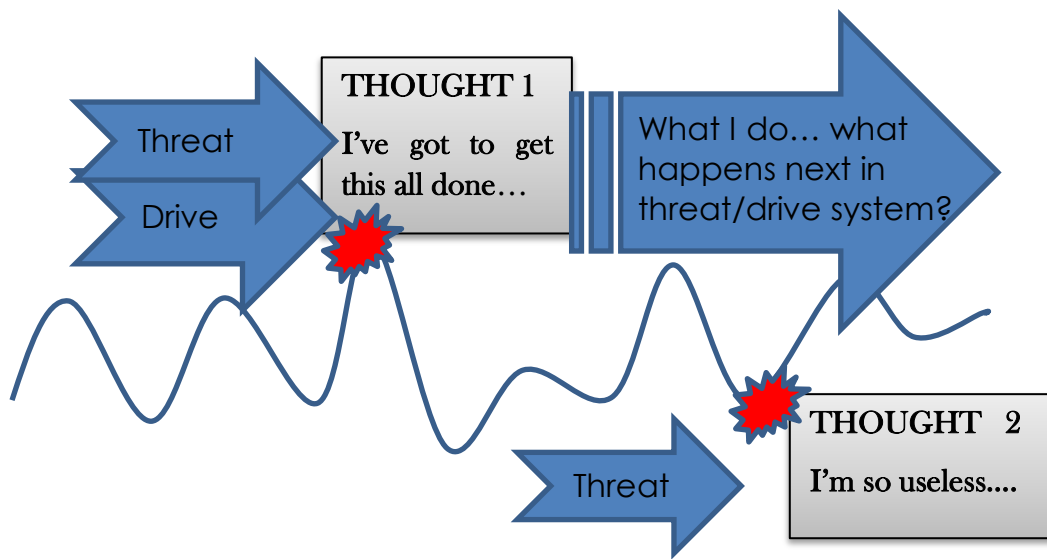 Threat
Drive
THOUGHT 1
I've got to get
this all done…
What I do… what
happens next in
threat/drive system?
Threat
THOUGHT 2
I'm so useless....